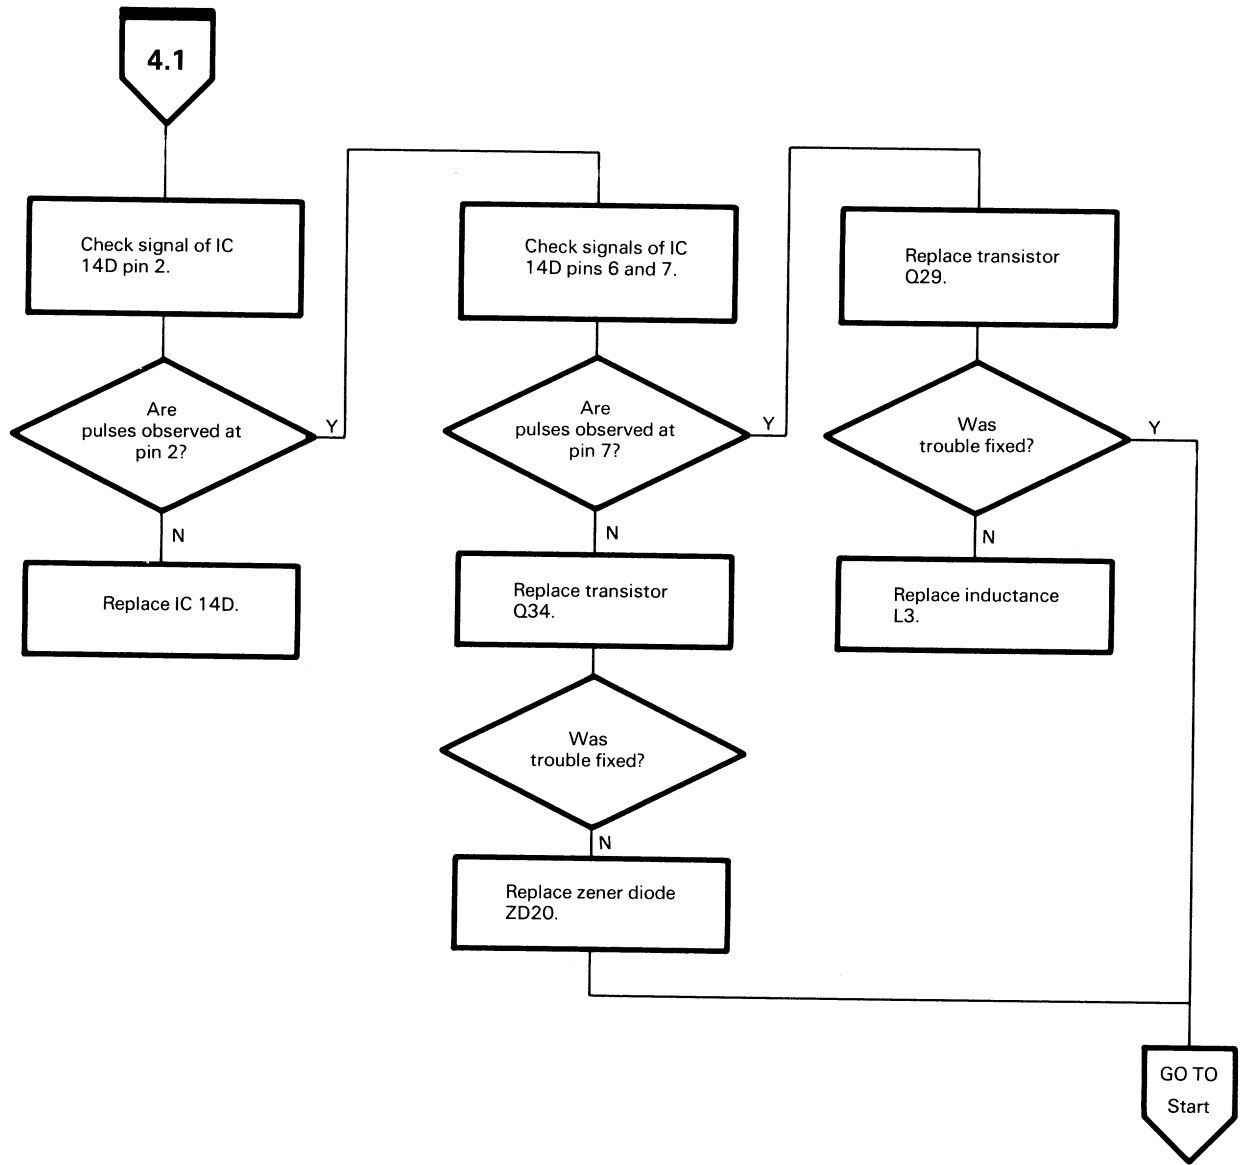 4.1
Check signal of IC
14D pin 2.
Are
pulses observed at
pin 2?
Y
N
Replace IC 14D.
Check signals of IC
14D pins 6 and 7.
Are
pulses observed at
pin 7?
Y
N
Replace transistor
Q34.
Was
trouble fixed?
N
Replace zener diode
ZD20.
Replace transistor
Q29.
Was
trouble fixed?
Y
N
Replace inductance
L3.
GO TO
Start